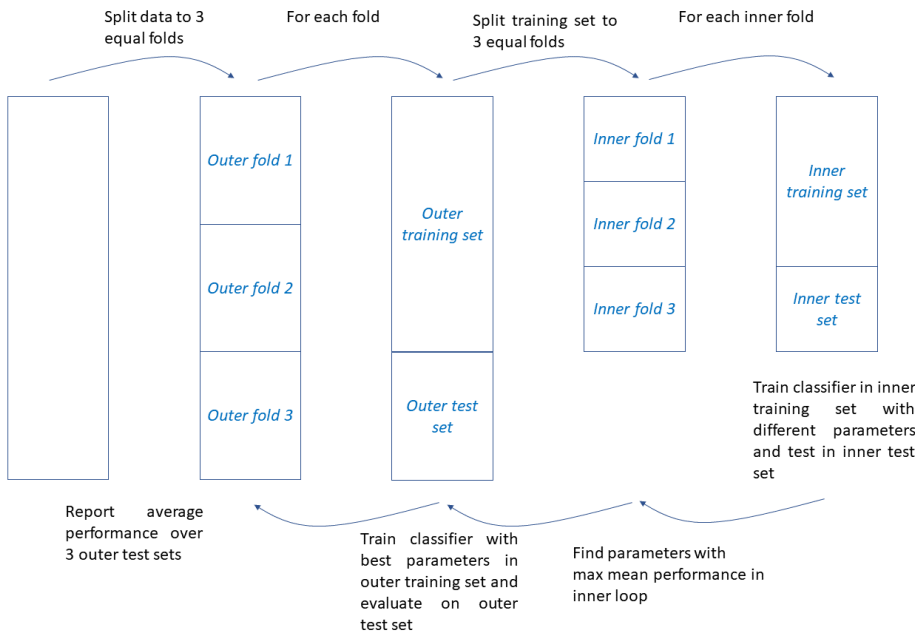 Split data to 3
equal folds
For each fold
Split training set to
3 equal folds
For each inner fold
Outer fold 1
Outer fold 2
Outer fold 3
Outer
training set
Outer test
set
Inner fold 1
Inner fold 2
Inner fold 3
Inner
training set
Inner test
set
Train classifier in inner
training set with
different parameters
and test in inner test
set
Find parameters with
max mean performance in
inner loop
Train classifier with
best parameters in
outer training set and
evaluate on outer
test set
Report average
performance over
3 outer test sets